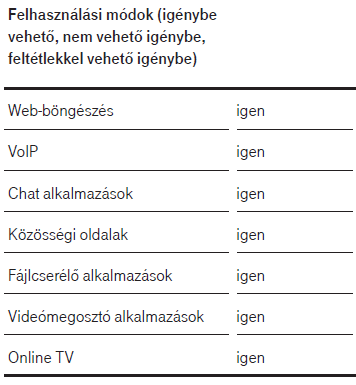 Felhasználási módok (igénybe
vehető, nem vehető igénybe,
feltétlekkel vehető igénybe)
Web-böngészés igen
VoIP igen
Chat alkalmazások igen
Közösségi oldalak igen
Fájlcserélő alkalmazások igen
Videómegosztó alkalmazások igen
Online TV igen